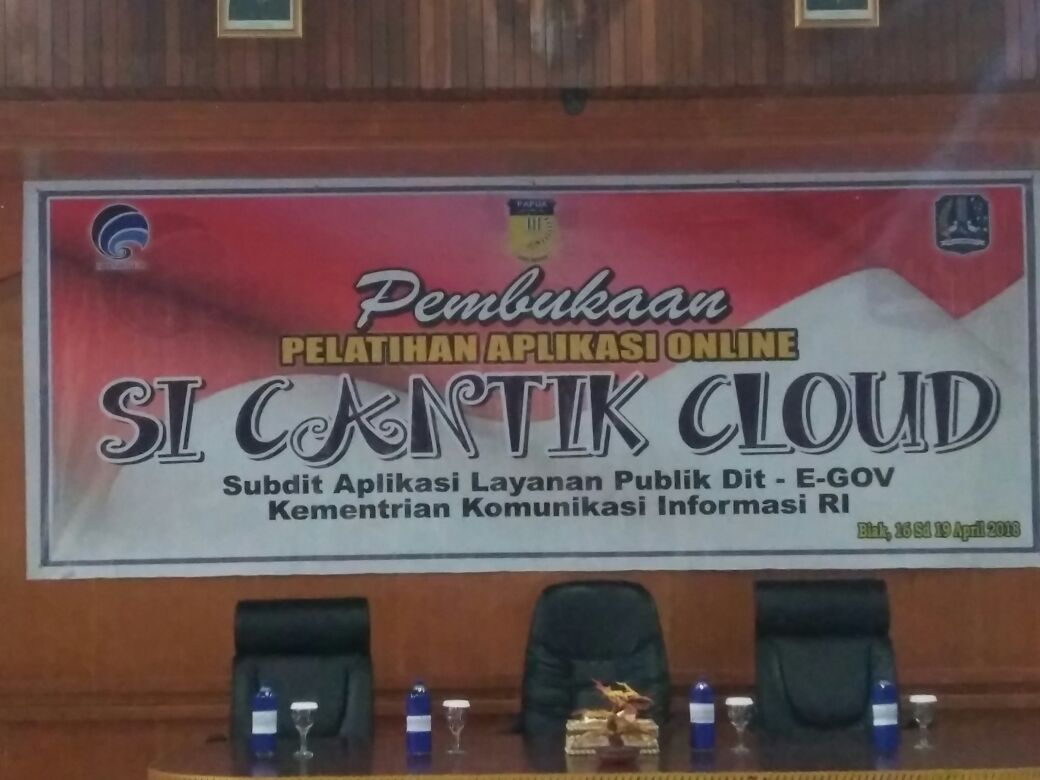 PAPUA
Pembukaan
PELATIHAN APLIKASI ONLINE
SI CANTIK CLOUD
Subdit Aplikasi Layanan Publik Dit - E-GOV
Kementrian Komunikasi Informasi RI
Biak, 16 Sd 19 April 2018